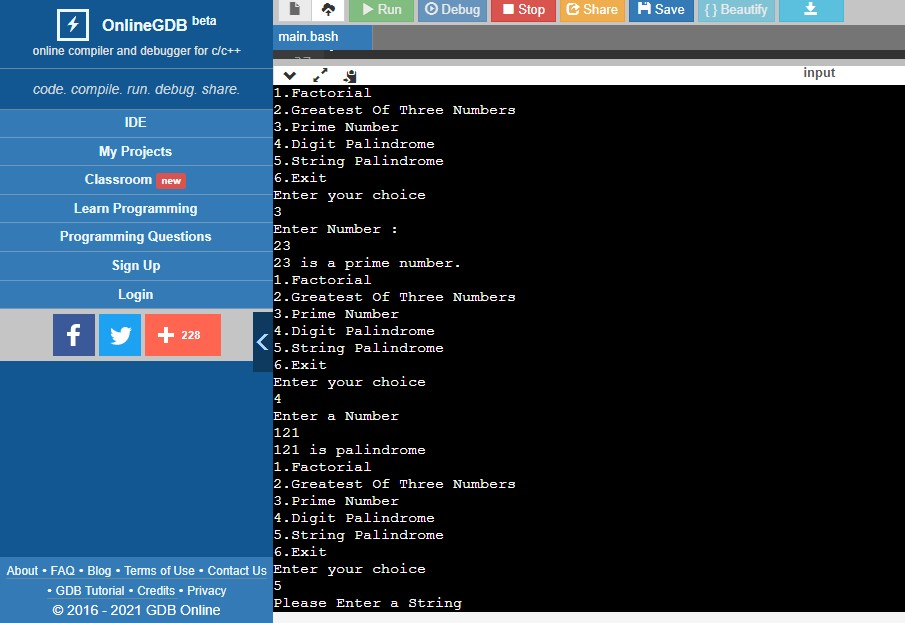 OnlineGDB beta
online compiler and debugger for c/c++
code. compile. run. debug. share.
IDE
My Projects
Classroom new
Learn Programming
Programming Questions
Sign Up
Login
228
About • FAQ • Blog • Terms of Use • Contact Us
• GDB Tutorial • Credits • Privacy
© 2016 - 2021 GDB Online
Run Debug Stop Share Save { } Beautify
main.bash
input
1.Factorial
2.Greatest Of Three Numbers
3.Prime Number
4.Digit Palindrome
5.String Palindrome
6.Exit
Enter your choice
3
Enter Number :
23
23 is a prime number.
1.Factorial
2.Greatest Of Three Numbers
3.Prime Number
4.Digit Palindrome
5.String Palindrome
6.Exit
Enter your choice
4
Enter a Number
121
121 is palindrome
1.Factorial
2.Greatest Of Three Numbers
3.Prime Number
4.Digit Palindrome
5.String Palindrome
6.Exit
Enter your choice
5
Please Enter a String